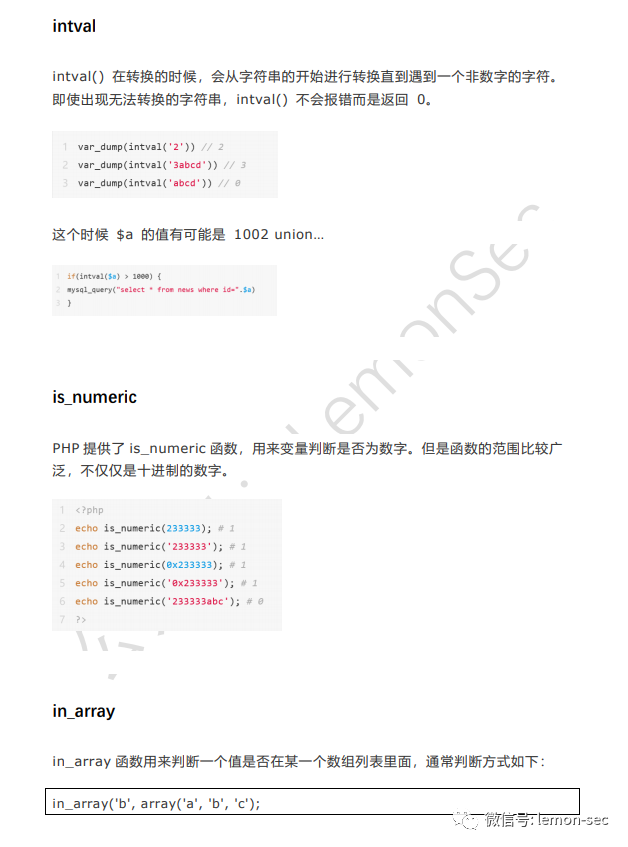 intval
intval() 在转换的时候，会从字符串的开始进行转换直到遇到一个非数字的字符。
即使出现无法转换的字符串，intval() 不会报错而是返回 0。
1 var_dump(intval('2')) // 2
2 var_dump(intval('3abcd')) // 3
3 var_dump(intval('abcd')) // 0
这个时候 $a 的值有可能是 1002 union…
1 if(intval($a) > 1000) {
2 mysql_query("select * from news where id=".$a)
3 }
is_numeric
PHP 提供了 is_numeric 函数，用来变量判断是否为数字。但是函数的范围比较广
泛，不仅仅是十进制的数字。
1 <?php
2 echo is_numeric(233333); # 1
3 echo is_numeric('233333'); # 1
4 echo is_numeric(0x233333); # 1
5 echo is_numeric('0x233333'); # 1
6 echo is_numeric('233333abc'); # 0
7 ?>
in_array
in_array 函数用来判断一个值是否在某一个数组列表里面，通常判断方式如下：
in_array('b', array('a', 'b', 'c');
微信号: lemon-sec
LemonSec